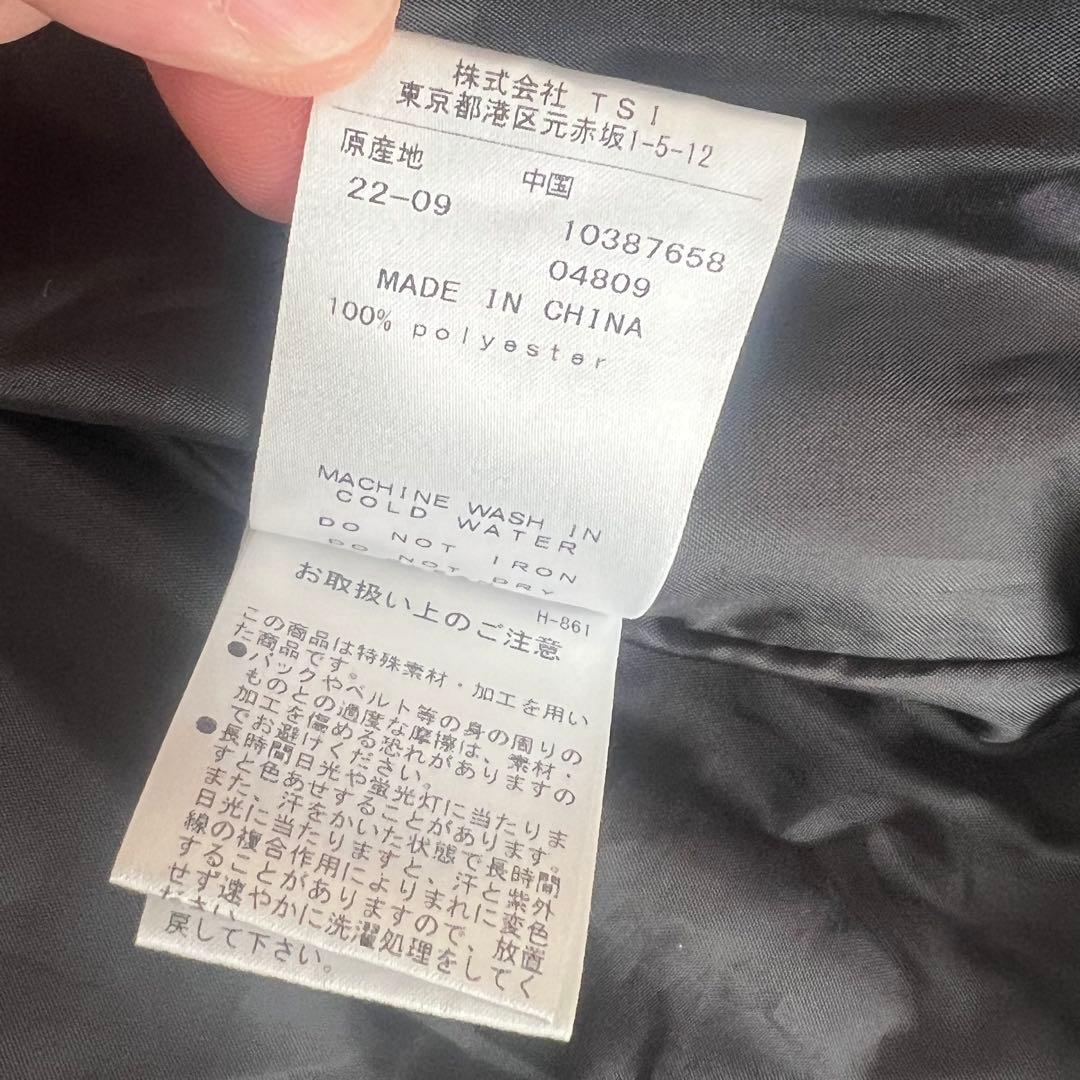 株式会社 TSI
東京都港区元赤坂1-5-12
原産地 中国
22-09 10387658
04809
MADE IN CHINA
100% polyester
MACHINE WASH IN
COLD WATER
DO NOT IRON
DO NOT DRY
H-861
お取扱い上のご注意
この商品は特殊素材・加工を用い
た商品です。
●バックやベルト等の身の周りの
ものとの過度な摩擦は、素材・
加工を傷める恐れがありますの
でお避けください。
●長時間日光や蛍光灯に当たりま
すと色あせすることがあります。
また、汗をかいた状態で長時間
日光に当たりますと、汗と紫外
線の複合作用によりまれに変色
することがありますので、放置
せず速やかに洗濯処理をしてく
ださい。
戻して下さい。